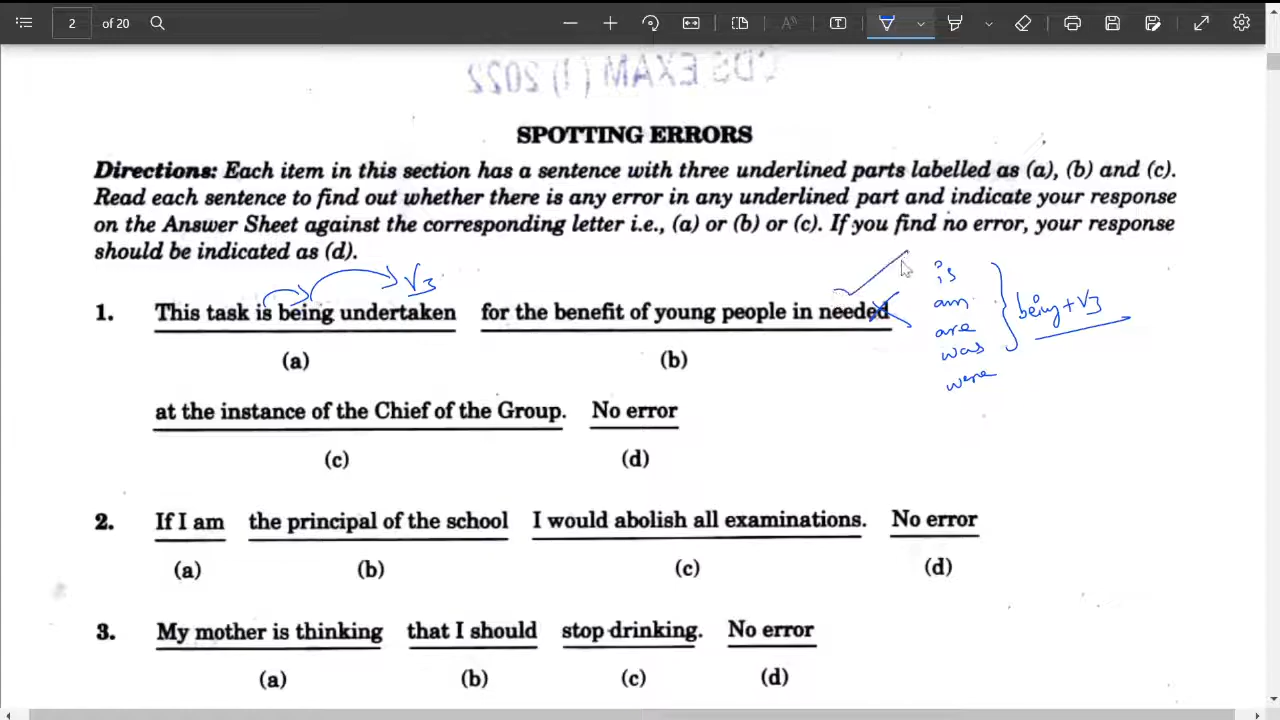 2 of 20
CDS EXAM (I) 2022
SPOTTING ERRORS
Directions: Each item in this section has a sentence with three underlined parts labelled as (a), (b) and (c).
Read each sentence to find out whether there is any error in any underlined part and indicate your response
on the Answer Sheet against the corresponding letter i.e., (a) or (b) or (c). If you find no error, your response
should be indicated as (d).
V3
is
am
are
was
were
being + V3
1. This task is being undertaken for the benefit of young people in needed
(a) (b)
at the instance of the Chief of the Group. No error
(c) (d)
2. If I am the principal of the school I would abolish all examinations. No error
(a) (b) (c) (d)
3. My mother is thinking that I should stop drinking. No error
(a) (b) (c) (d)